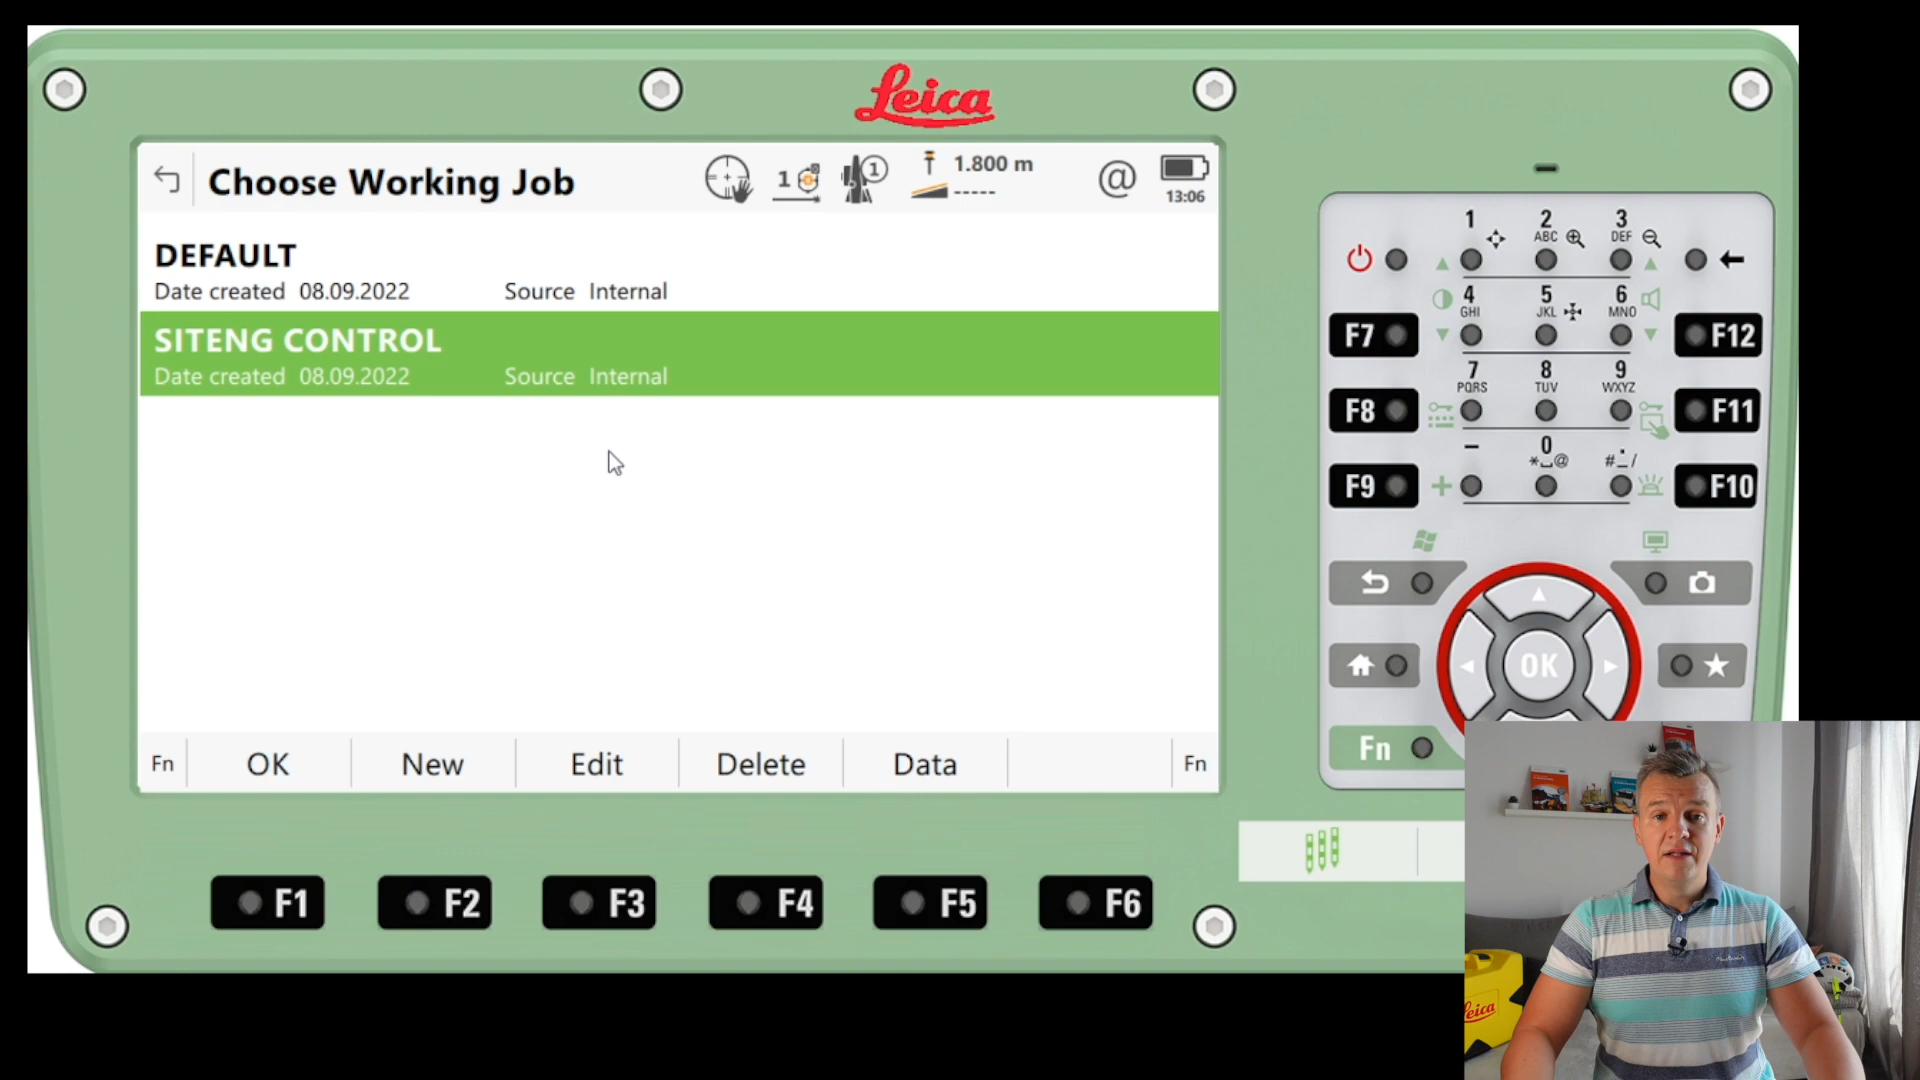 Leica
Choose Working Job
1
1
1.800 m
-----
@
13:06
DEFAULT
Date created 08.09.2022 Source Internal
SITENG CONTROL
Date created 08.09.2022 Source Internal
Fn OK New Edit Delete Data Fn
F1 F2 F3 F4 F5 F6
1 2 3
ABC DEF
4 5 6
GHI JKL MNO
F7 F12
7 8 9
PQRS TUV WXYZ
F8 F11
- 0 .
*⎵@ #_/
F9 F10
OK
Fn
Leica